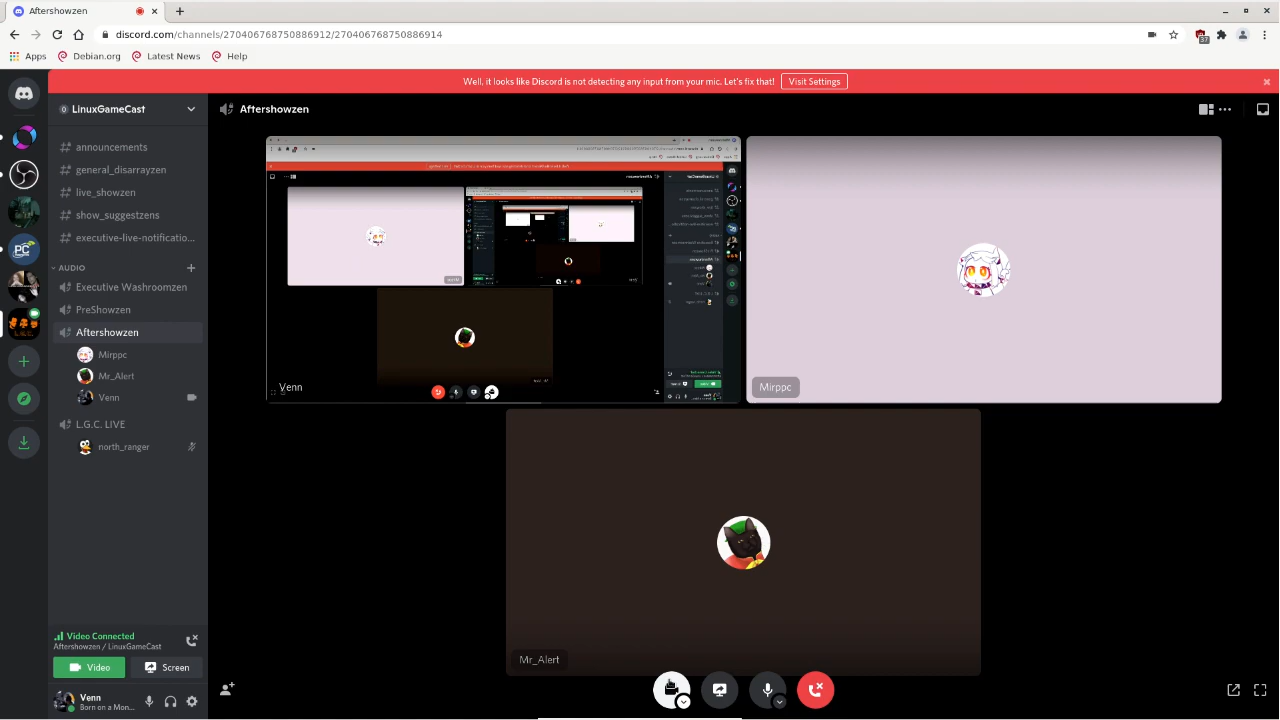 Aftershowzen
discord.com/channels/270406768750886912/270406768750886914
37
Apps
Debian.org
Latest News
Help
Well, it looks like Discord is not detecting any input from your mic. Let's fix that!
Visit Settings
LinuxGameCast
Aftershowzen
announcements
general_disarrayzen
live_showzen
show_suggestzens
executive-live-notificatio...
AUDIO
Executive Washroomzen
PreShowzen
Aftershowzen
Mirppc
Mr_Alert
Venn
L.G.C. LIVE
north_ranger
Venn
Mirppc
Mr_Alert
Video Connected
Aftershowzen / LinuxGameCast
Video
Screen
Venn
Born on a Mon...